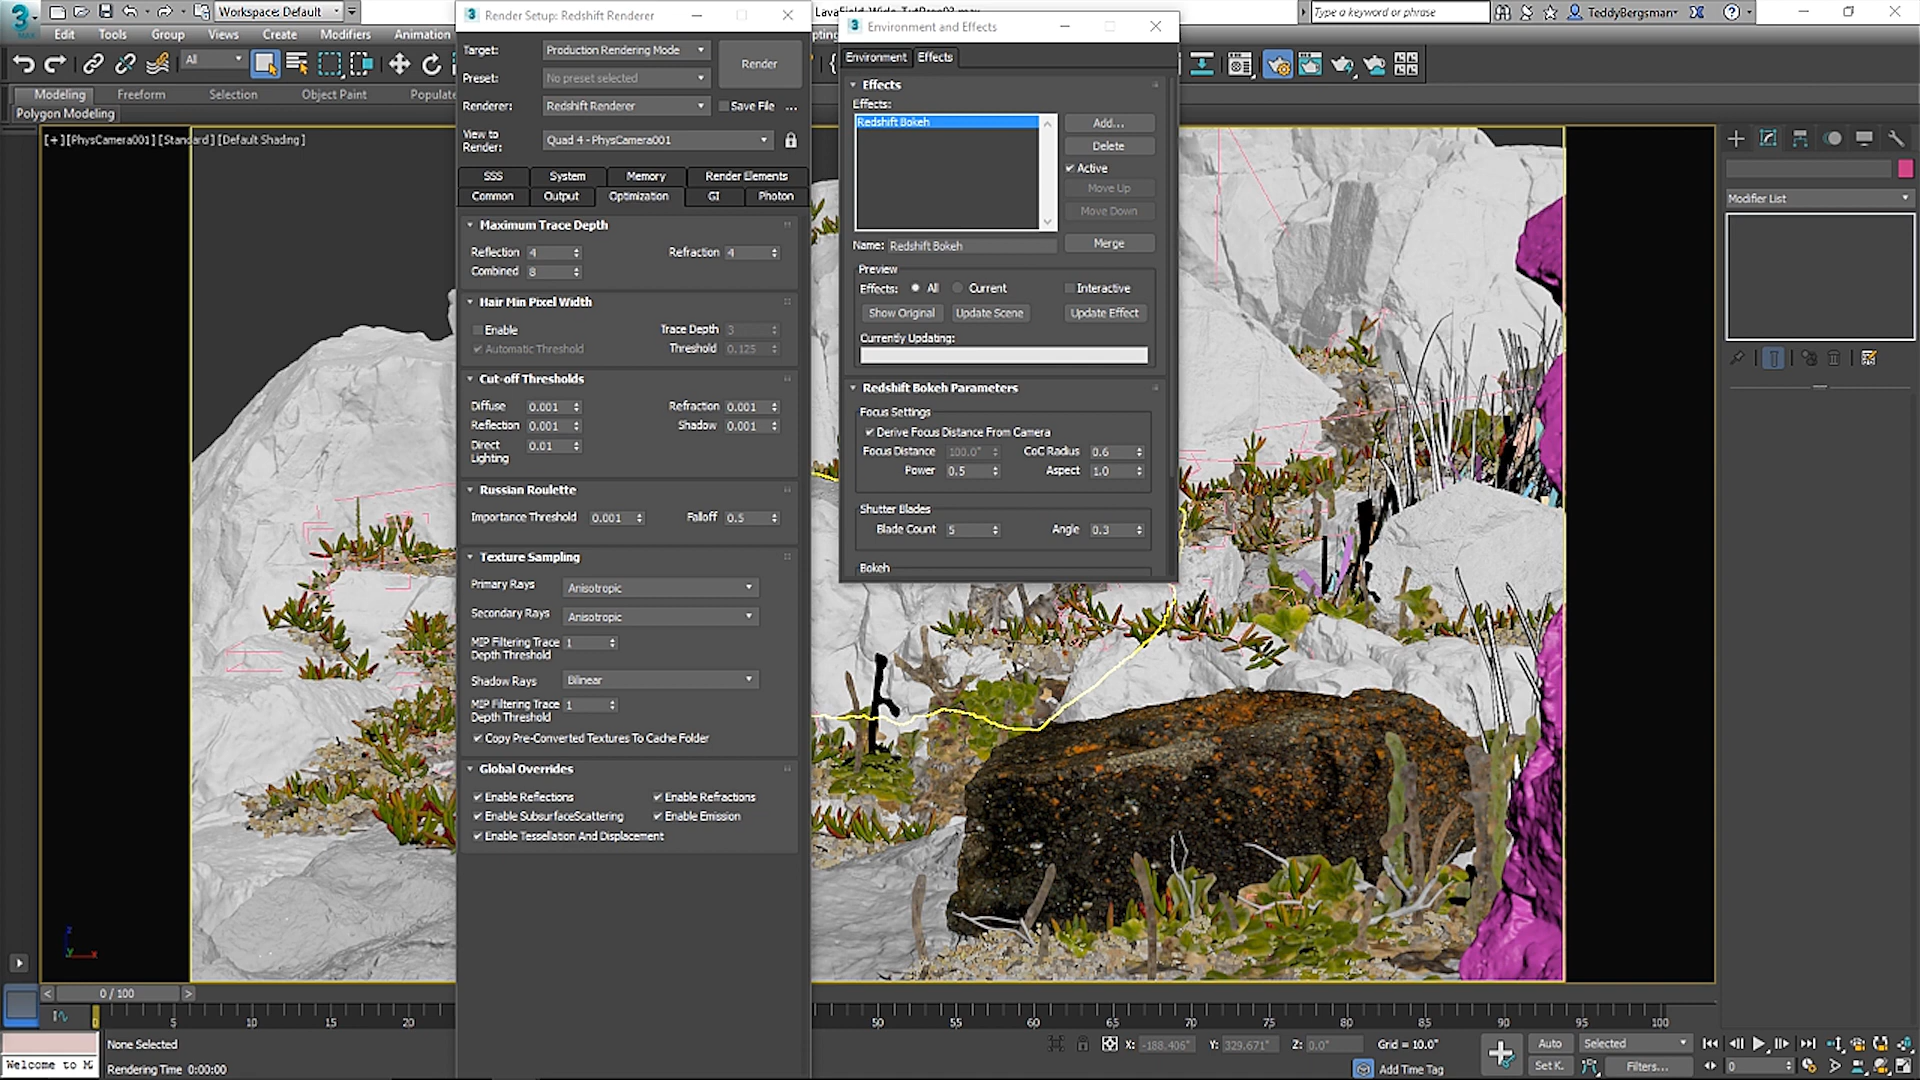 Workspace: Default
Render Setup: Redshift Renderer
LavaField
Type a keyword or phrase
TeddyBergsman
Environment and Effects
Edit Tools Group Views Create Modifiers Animation
Target: Production Rendering Mode
Render
Preset: No preset selected
Renderer: Redshift Renderer
Save File ...
View to Render: Quad 4 - PhysCamera001
All
Modeling Freeform Selection Object Paint Populate
Polygon Modeling
[+] [PhysCamera001] [Standard] [Default Shading]
SSS System Memory Render Elements
Common Output Optimization GI Photon
Maximum Trace Depth
Reflection 4 Refraction 4
Combined 8
Hair Min Pixel Width
Enable Trace Depth 3
Automatic Threshold Threshold 0.125
Cut-off Thresholds
Diffuse 0.001 Refraction 0.001
Reflection 0.001 Shadow 0.001
Direct Lighting 0.01
Russian Roulette
Importance Threshold 0.001 Falloff 0.5
Texture Sampling
Primary Rays Anisotropic
Secondary Rays Anisotropic
MIP Filtering Trace 1
Depth Threshold
Shadow Rays Bilinear
MIP Filtering Trace 1
Depth Threshold
Copy Pre-Converted Textures To Cache Folder
Global Overrides
Enable Reflections Enable Refractions
Enable SubsurfaceScattering Enable Emission
Enable Tessellation And Displacement
Environment Effects
Effects
Effects:
Redshift Bokeh
Add...
Delete
Active
Move Up
Move Down
Name: Redshift Bokeh Merge
Preview
Effects: All Current Interactive
Show Original Update Scene Update Effect
Currently Updating:
Redshift Bokeh Parameters
Focus Settings
Derive Focus Distance From Camera
Focus Distance 100.0" CoC Radius 0.6
Power 0.5 Aspect 1.0
Shutter Blades
Blade Count 5 Angle 0.3
Bokeh
Modifier List
< 0 / 100 >
0 5 10 15 20 50 55 60 65 70 75 80 85 90 95 100
None Selected
Welcome to M
Rendering Time 0:00:00
X: -188.406" Y: 329.671" Z: 0.0" Grid = 10.0"
Add Time Tag
Auto Selected
Set K. Filters...
0